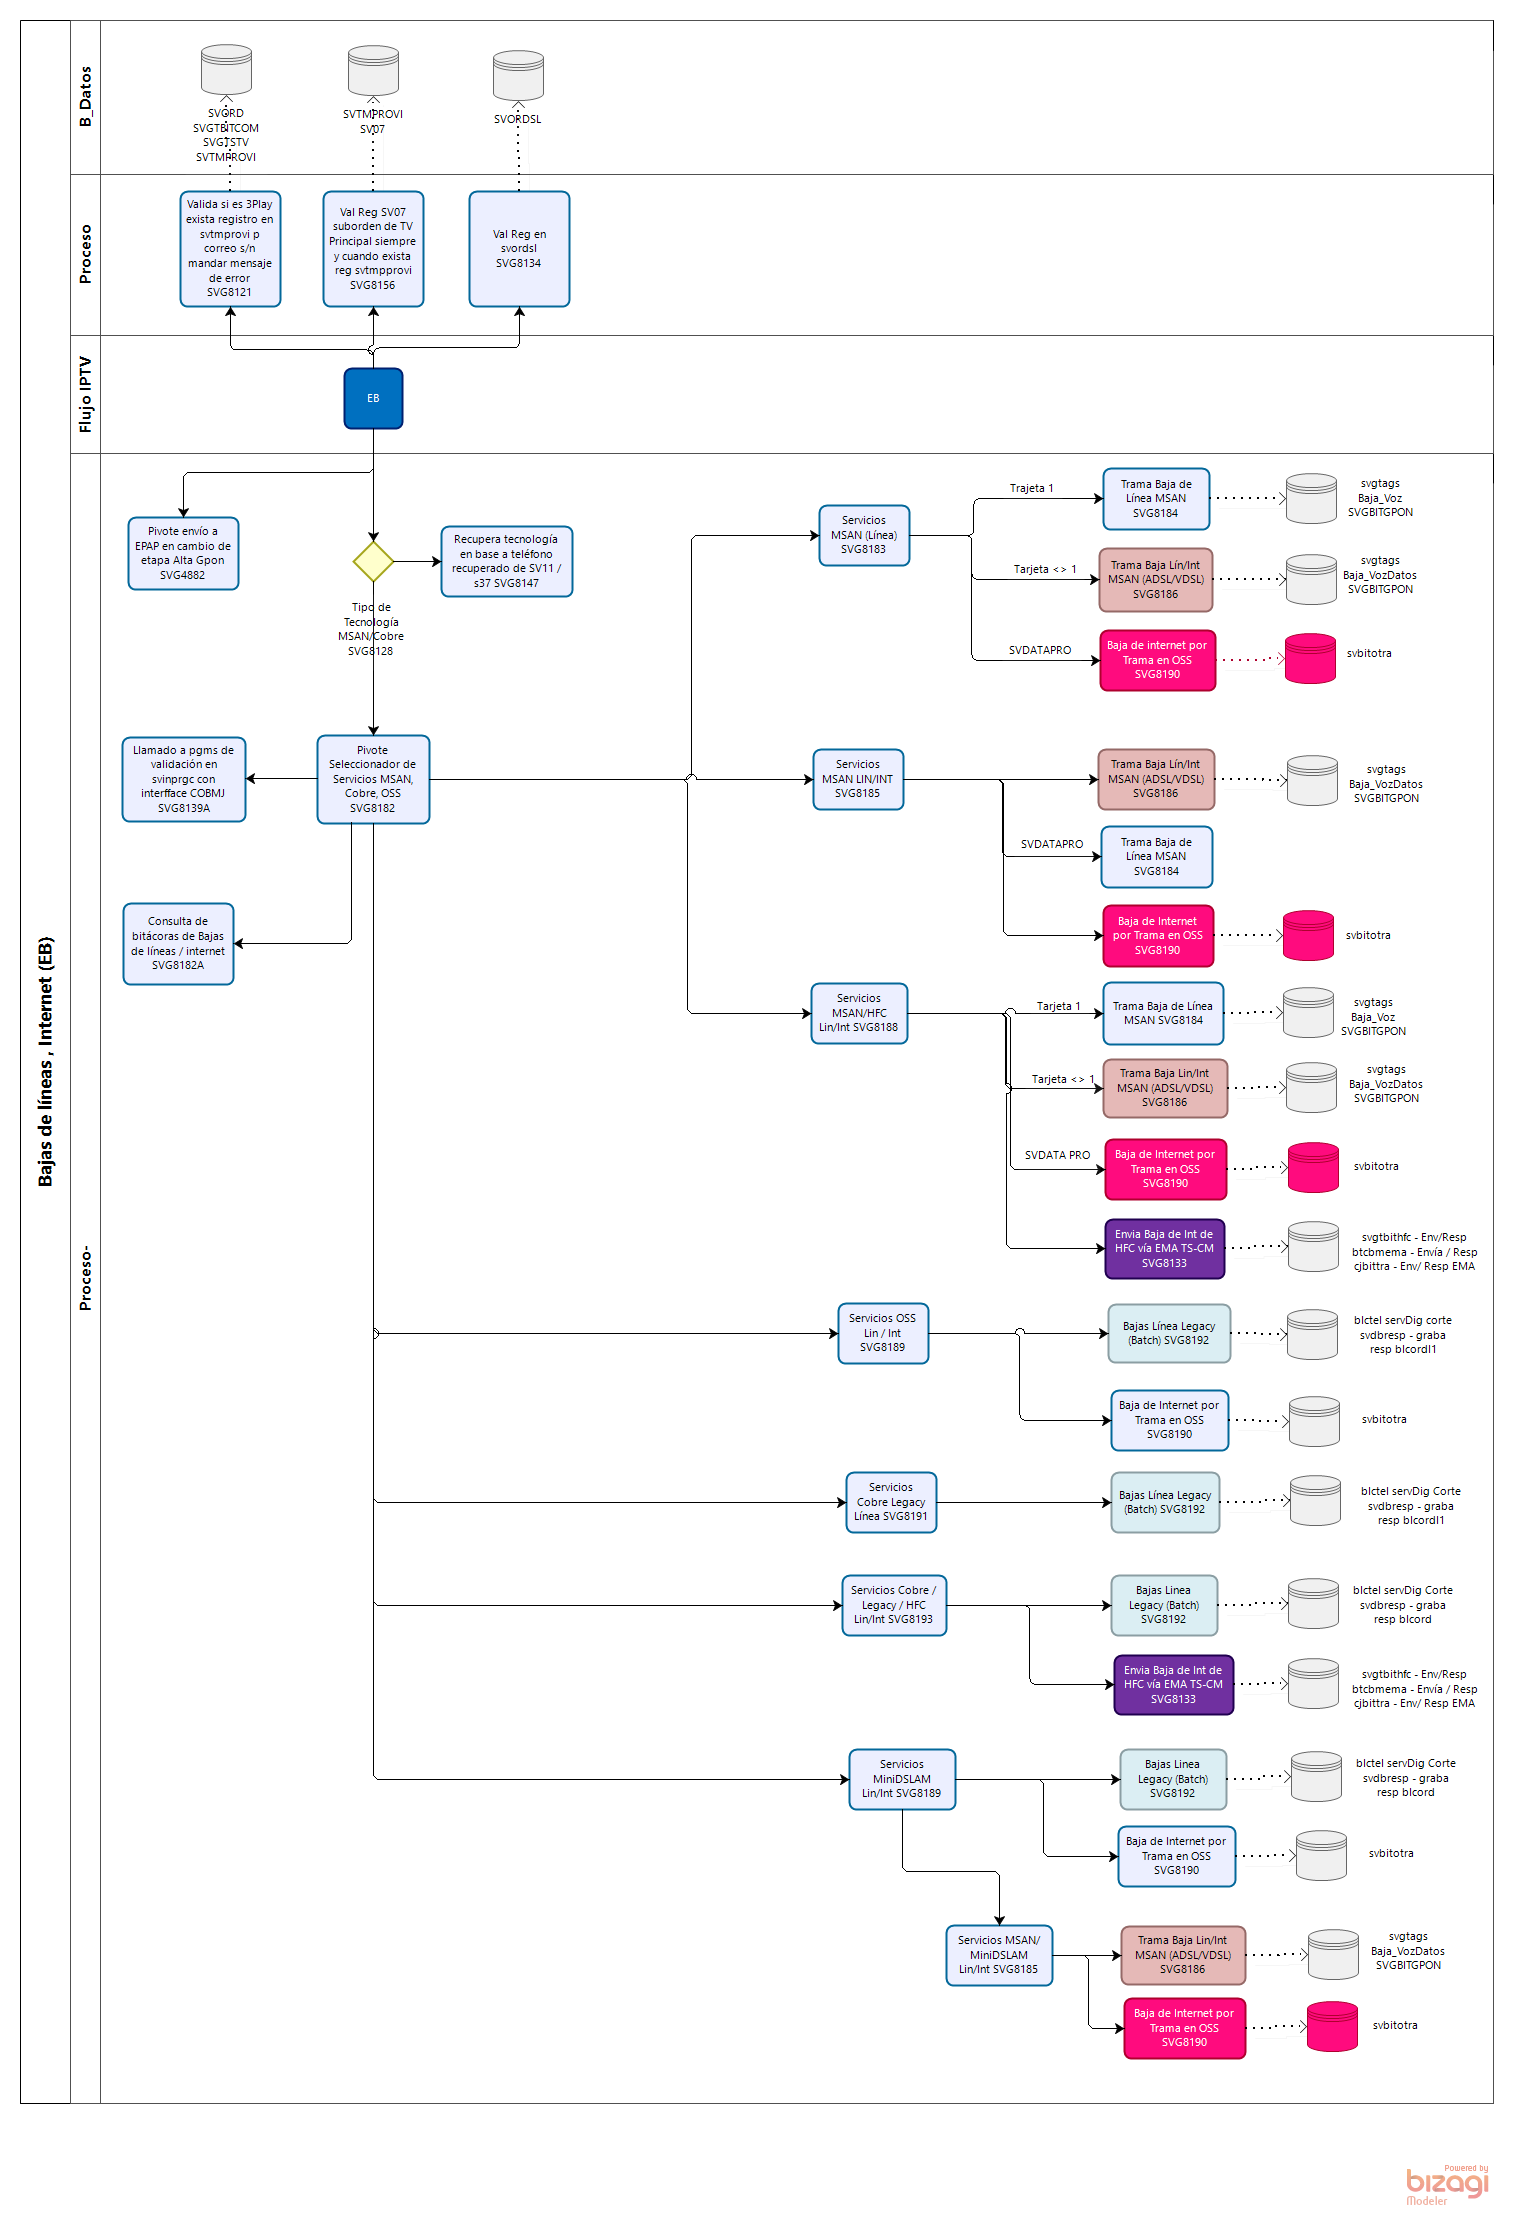 Bajas de líneas , Internet (EB)
B_Datos
SVORD
SVGTBITCOM
SVGTSTV
SVTMPROVI
SVTMPROVI
SV07
SVORDSL
Proceso
Valida si es 3Play
exista registro en
svtmprovi p
correo s/n
mandar mensaje
de error
SVG8121
Val Reg SV07
suborden de TV
Principal siempre
y cuando exista
reg svtmpprovi
SVG8156
Val Reg en
svordsl
SVG8134
Flujo IPTV
EB
Proceso-
Pivote envío a
EPAP en cambio de
etapa Alta Gpon
SVG4882
Recupera tecnología
en base a teléfono
recuperado de SV11 /
s37 SVG8147
Tipo de
Tecnología
MSAN/Cobre
SVG8128
Llamado a pgms de
validación en
svinprgc con
interfface COBMJ
SVG8139A
Pivote
Seleccionador de
Servicios MSAN,
Cobre, OSS
SVG8182
Consulta de
bitácoras de Bajas
de líneas / internet
SVG8182A
Servicios
MSAN (Línea)
SVG8183
Trajeta 1
Trama Baja de
Línea MSAN
SVG8184
svgtags
Baja_Voz
SVGBITGPON
Tarjeta <> 1
Trama Baja Lín/Int
MSAN (ADSL/VDSL)
SVG8186
svgtags
Baja_VozDatos
SVGBITGPON
SVDATAPRO
Baja de internet por
Trama en OSS
SVG8190
svbitotra
Servicios
MSAN LIN/INT
SVG8185
Trama Baja Lín/Int
MSAN (ADSL/VDSL)
SVG8186
svgtags
Baja_VozDatos
SVGBITGPON
SVDATAPRO
Trama Baja de
Línea MSAN
SVG8184
Baja de Internet
por Trama en OSS
SVG8190
svbitotra
Servicios
MSAN/HFC
Lin/Int SVG8188
Tarjeta 1
Trama Baja de Línea
MSAN SVG8184
svgtags
Baja_Voz
SVGBITGPON
Tarjeta <> 1
Trama Baja Lin/Int
MSAN (ADSL/VDSL)
SVG8186
svgtags
Baja_VozDatos
SVGBITGPON
SVDATA PRO
Baja de Internet por
Trama en OSS
SVG8190
svbitotra
Envia Baja de Int de
HFC vía EMA TS-CM
SVG8133
svgtbithfc - Env/Resp
btcbmema - Envía / Resp
cjbittra - Env/ Resp EMA
Servicios OSS
Lin / Int
SVG8189
Bajas Línea Legacy
(Batch) SVG8192
blctel servDig corte
svdbresp - graba
resp blcordl1
Baja de Internet por
Trama en OSS
SVG8190
svbitotra
Servicios
Cobre Legacy
Línea SVG8191
Bajas Línea Legacy
(Batch) SVG8192
blctel servDig Corte
svdbresp - graba
resp blcordl1
Servicios Cobre /
Legacy / HFC
Lin/Int SVG8193
Bajas Linea
Legacy (Batch)
SVG8192
blctel servDig Corte
svdbresp - graba
resp blcord
Envia Baja de Int de
HFC vía EMA TS-CM
SVG8133
svgtbithfc - Env/Resp
btcbmema - Envía / Resp
cjbittra - Env/ Resp EMA
Servicios
MiniDSLAM
Lin/Int SVG8189
Bajas Linea
Legacy (Batch)
SVG8192
blctel servDig Corte
svdbresp - graba
resp blcord
Baja de Internet por
Trama en OSS
SVG8190
svbitotra
Servicios MSAN/
MiniDSLAM
Lin/Int SVG8185
Trama Baja Lin/Int
MSAN (ADSL/VDSL)
SVG8186
svgtags
Baja_VozDatos
SVGBITGPON
Baja de Internet por
Trama en OSS
SVG8190
svbitotra
Powered by
bizagi
Modeler